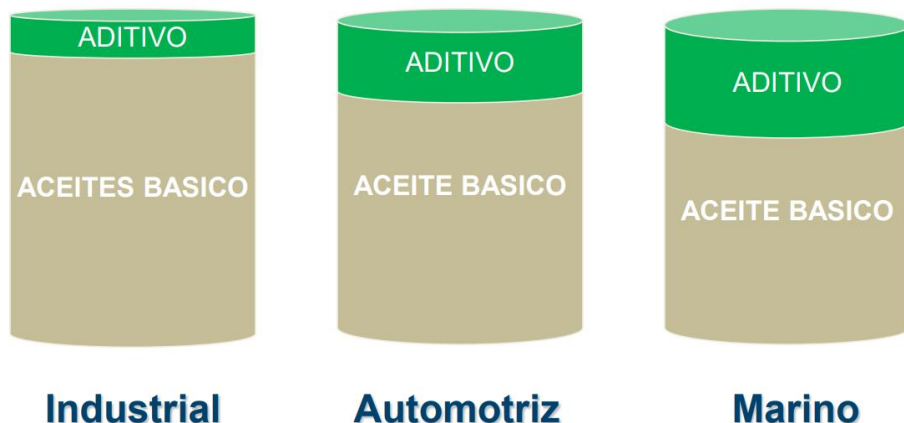 ADITIVO
ACEITES BASICO
Industrial
ADITIVO
ACEITE BASICO
Automotriz
ADITIVO
ACEITE BASICO
Marino